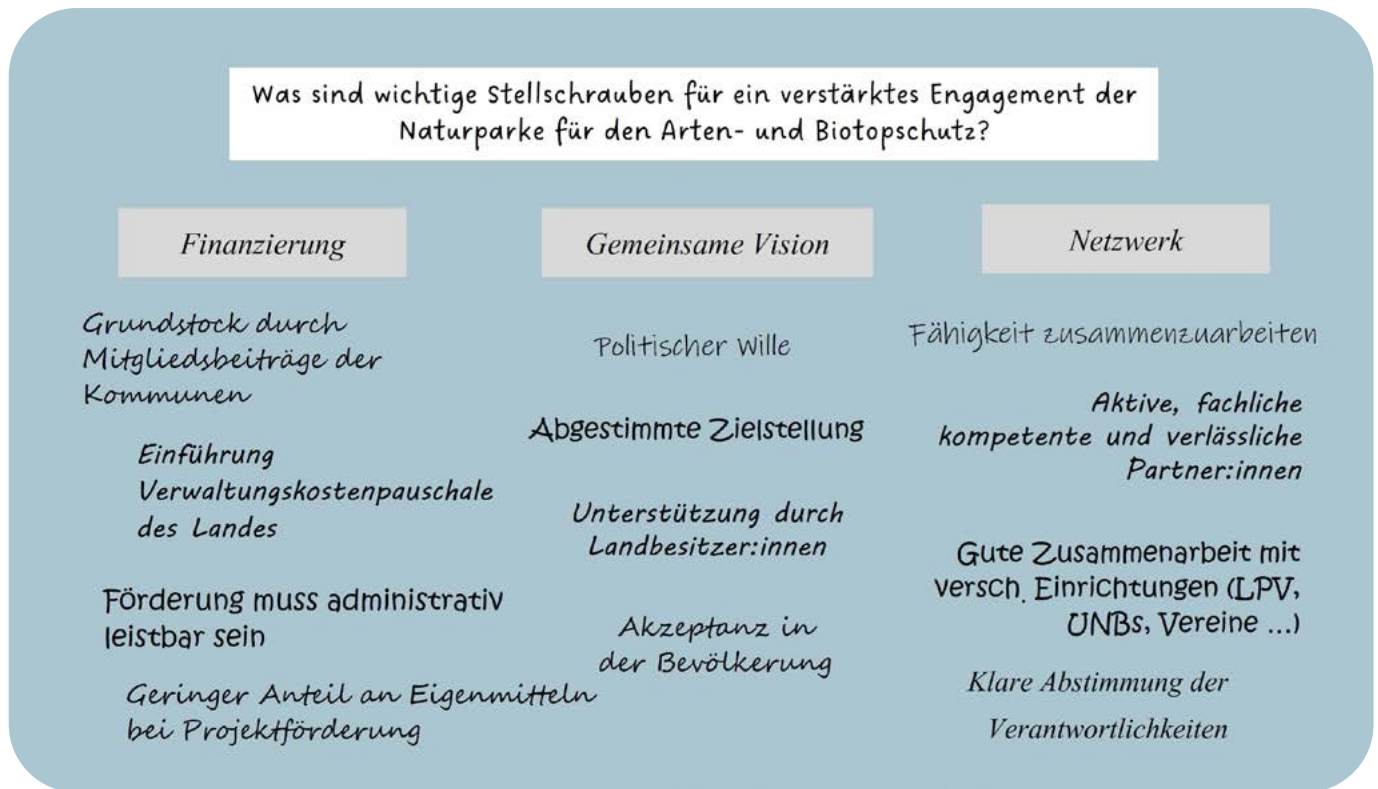 Was sind wichtige Stellschrauben für ein verstärktes Engagement der
Naturparke für den Arten- und Biotopschutz?
Finanzierung
Grundstock durch
Mitgliedsbeiträge der
Kommunen
Einführung
Verwaltungskostenpauschale
des Landes
Förderung muss administrativ
leistbar sein
Geringer Anteil an Eigenmitteln
bei Projektförderung
Gemeinsame Vision
Politischer Wille
Abgestimmte Zielstellung
Unterstützung durch
Landbesitzer:innen
Akzeptanz in
der Bevölkerung
Netzwerk
Fähigkeit zusammenzuarbeiten
Aktive, fachliche
kompetente und verlässliche
Partner:innen
Gute Zusammenarbeit mit
versch. Einrichtungen (LPV,
UNBs, Vereine ...)
Klare Abstimmung der
Verantwortlichkeiten